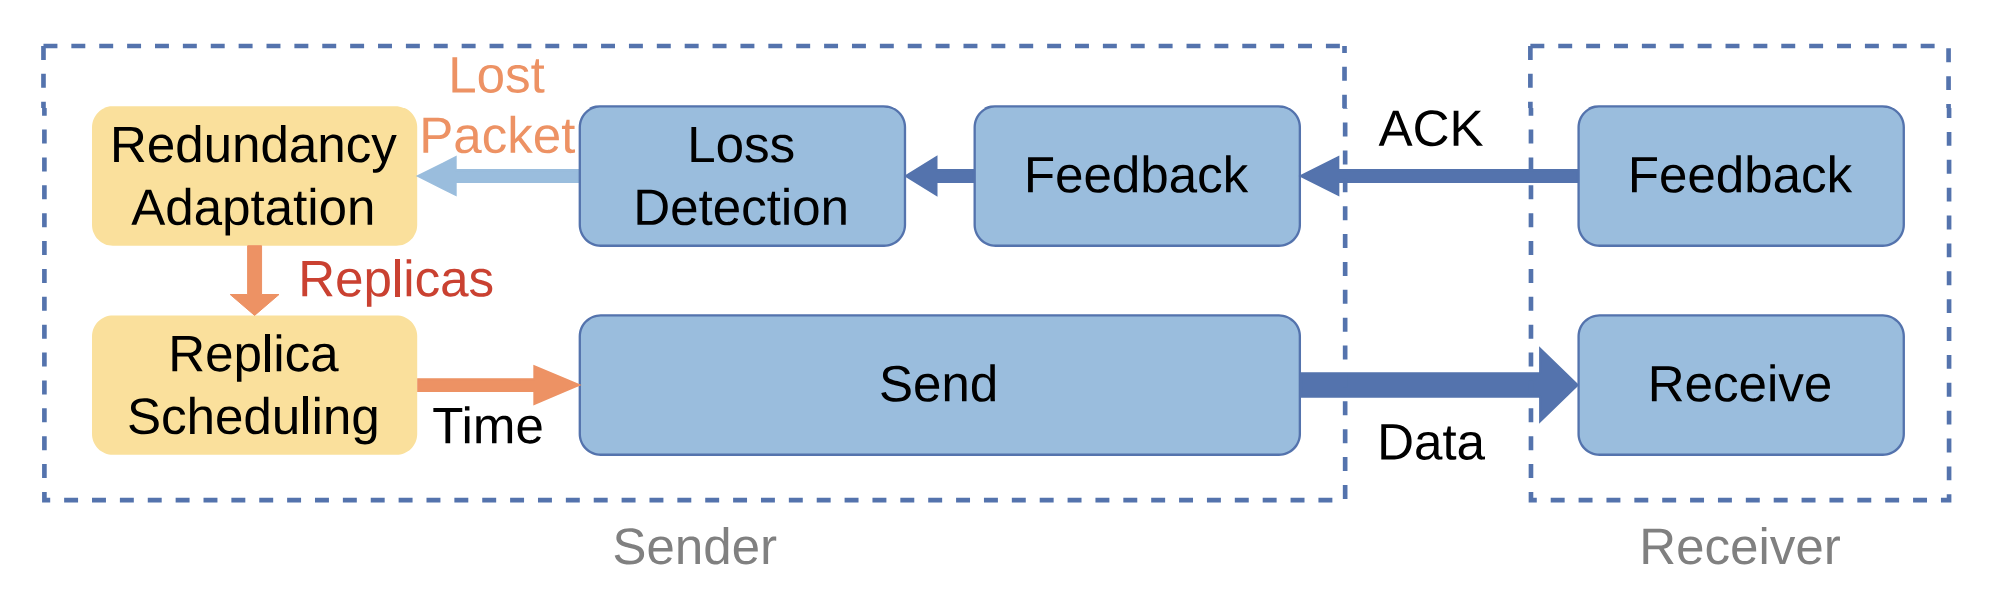 Lost
Packet
Redundancy
Adaptation
Loss
Detection
Feedback
ACK
Feedback
Replicas
Replica
Scheduling
Time
Send
Data
Receive
Sender
Receiver